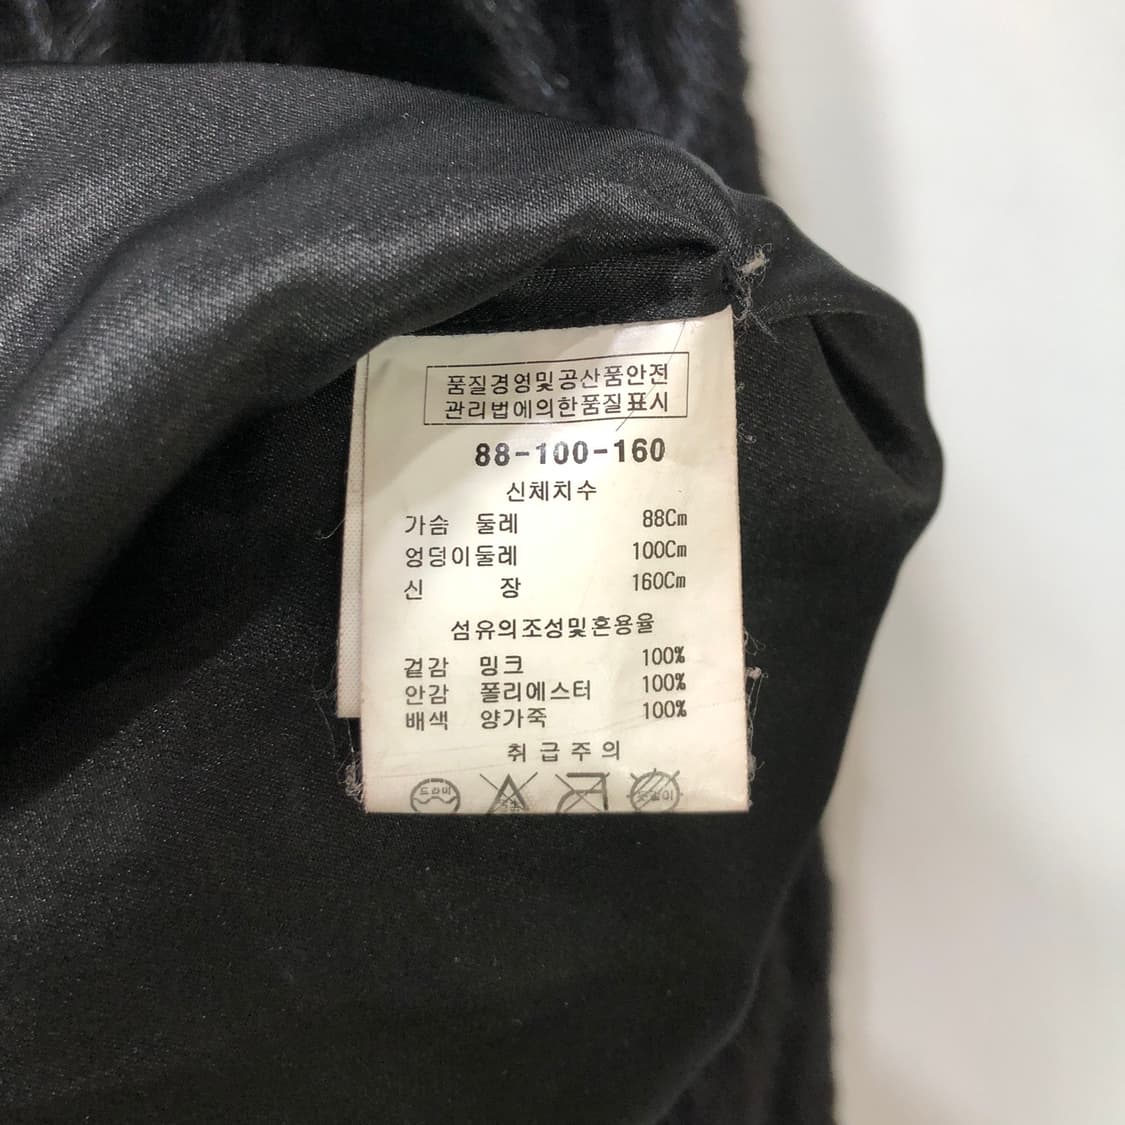 품질경영및공산품안전
관리법에의한품질표시
88-100-160
신체치수
가슴 둘레 88Cm
엉덩이둘레 100Cm
신 장 160Cm
섬유의조성및혼용율
겉감 밍크 100%
안감 폴리에스터 100%
배색 양가죽 100%
취급주의
드라이